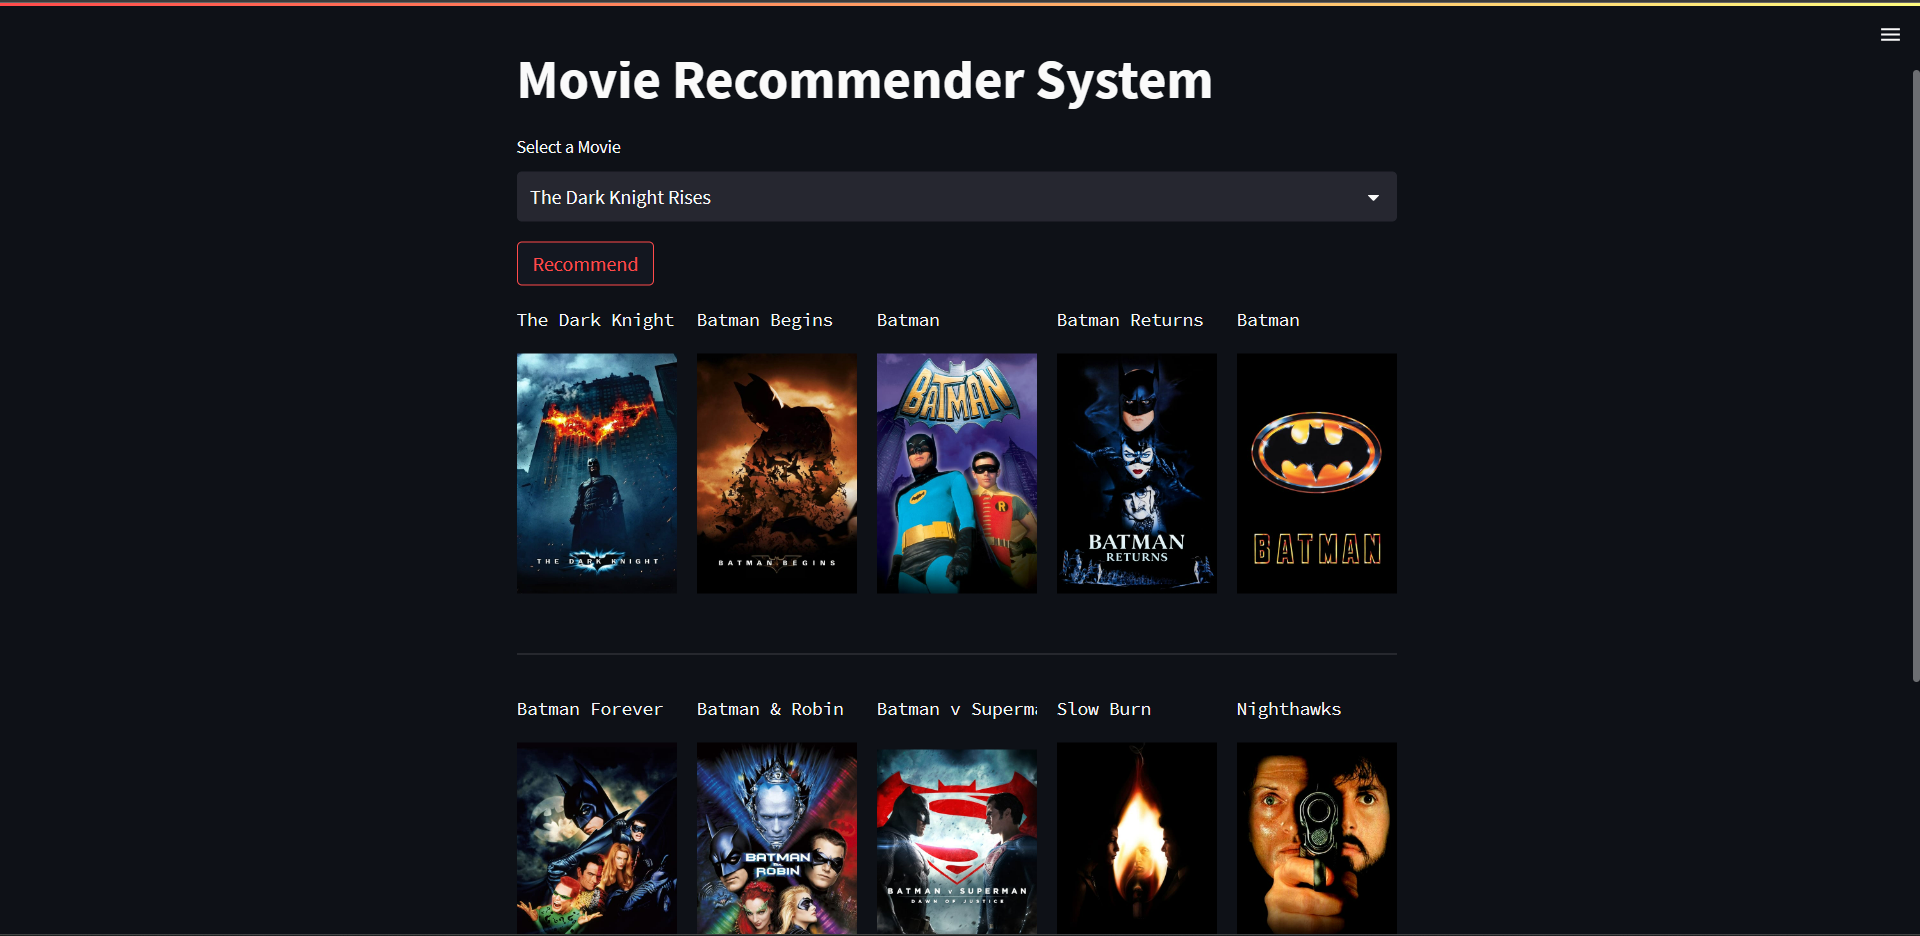 Movie Recommender System
Select a Movie
The Dark Knight Rises
Recommend
The Dark Knight
Batman Begins
Batman
Batman Returns
Batman
THE DARK KNIGHT
BATMAN BEGINS
BATMAN
R
BATMAN
RETURNS
BATMAN
Batman Forever
Batman & Robin
Batman v Superma
Slow Burn
Nighthawks
BATMAN
ROBIN
BATMAN v SUPERMAN
DAWN OF JUSTICE